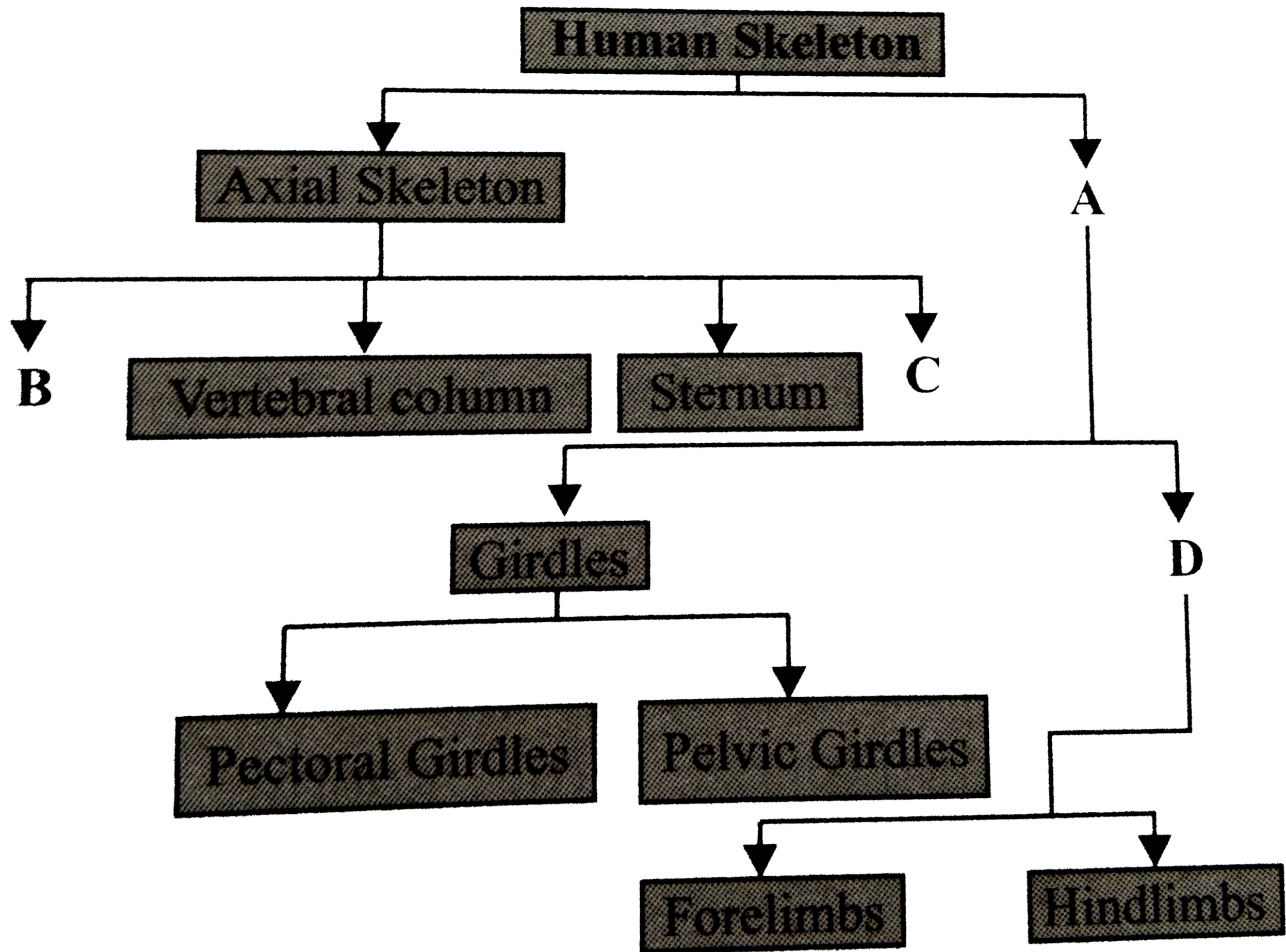 Human Skeleton
Axial Skeleton
A
B
Vertebral column
Sternum
C
Girdles
D
Pectoral Girdles
Pelvic Girdles
Forelimbs
Hindlimbs